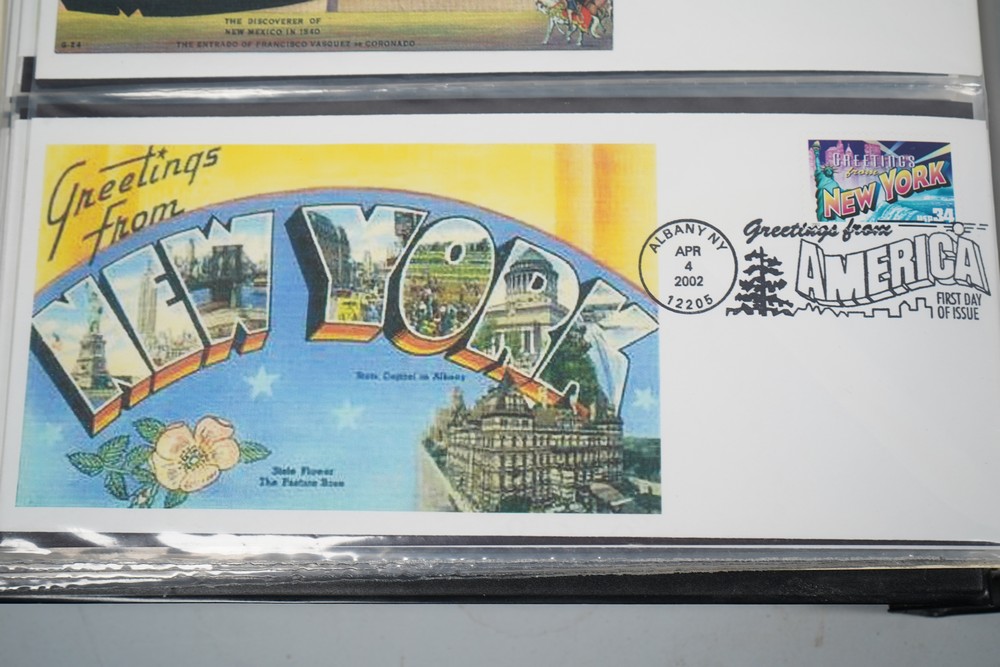 THE DISCOVERER OF
NEW MEXICO IN 1540
THE ENTRADO OF FRANCISCO VASQUEZ de CORONADO
Greetings
From
NEW YORK
State Capitol in Albany
State Flower
The Pasture Rose
GREETINGS
from
NEW YORK
USA 34
ALBANY NY
APR
4
2002
12205
Greetings from
AMERICA
FIRST DAY
OF ISSUE